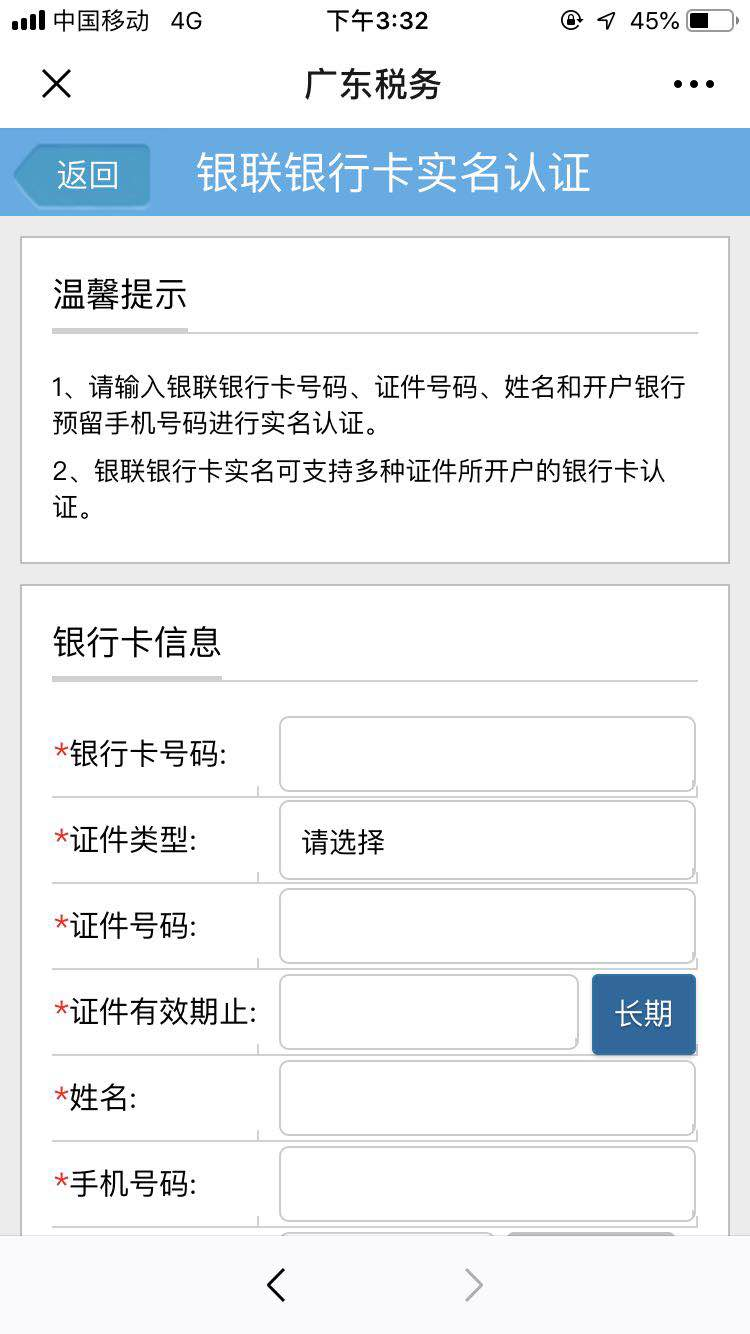 中国移动 4G 下午3:32 45%
广东税务
返回 银联银行卡实名认证
温馨提示
1、请输入银联银行卡号码、证件号码、姓名和开户银行
预留手机号码进行实名认证。
2、银联银行卡实名可支持多种证件所开户的银行卡认
证。
银行卡信息
*银行卡号码:
*证件类型: 请选择
*证件号码:
*证件有效期止: 长期
*姓名:
*手机号码: